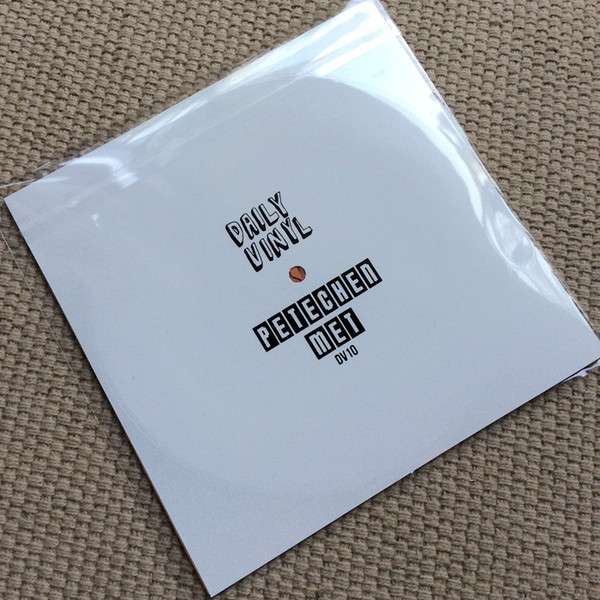 DAILY
VINYL
PETECHEN
MET
DV10